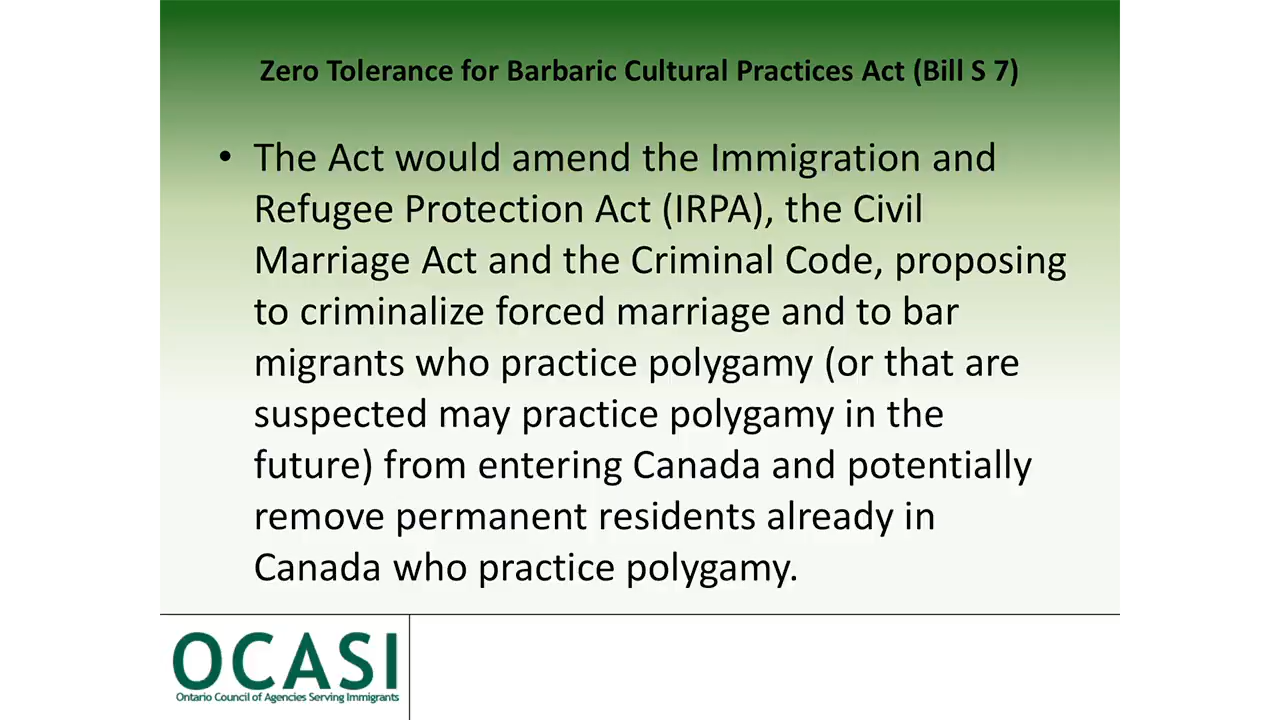 Zero Tolerance for Barbaric Cultural Practices Act (Bill S 7)
• The Act would amend the Immigration and
Refugee Protection Act (IRPA), the Civil
Marriage Act and the Criminal Code, proposing
to criminalize forced marriage and to bar
migrants who practice polygamy (or that are
suspected may practice polygamy in the
future) from entering Canada and potentially
remove permanent residents already in
Canada who practice polygamy.
OCASI
Ontario Council of Agencies Serving Immigrants